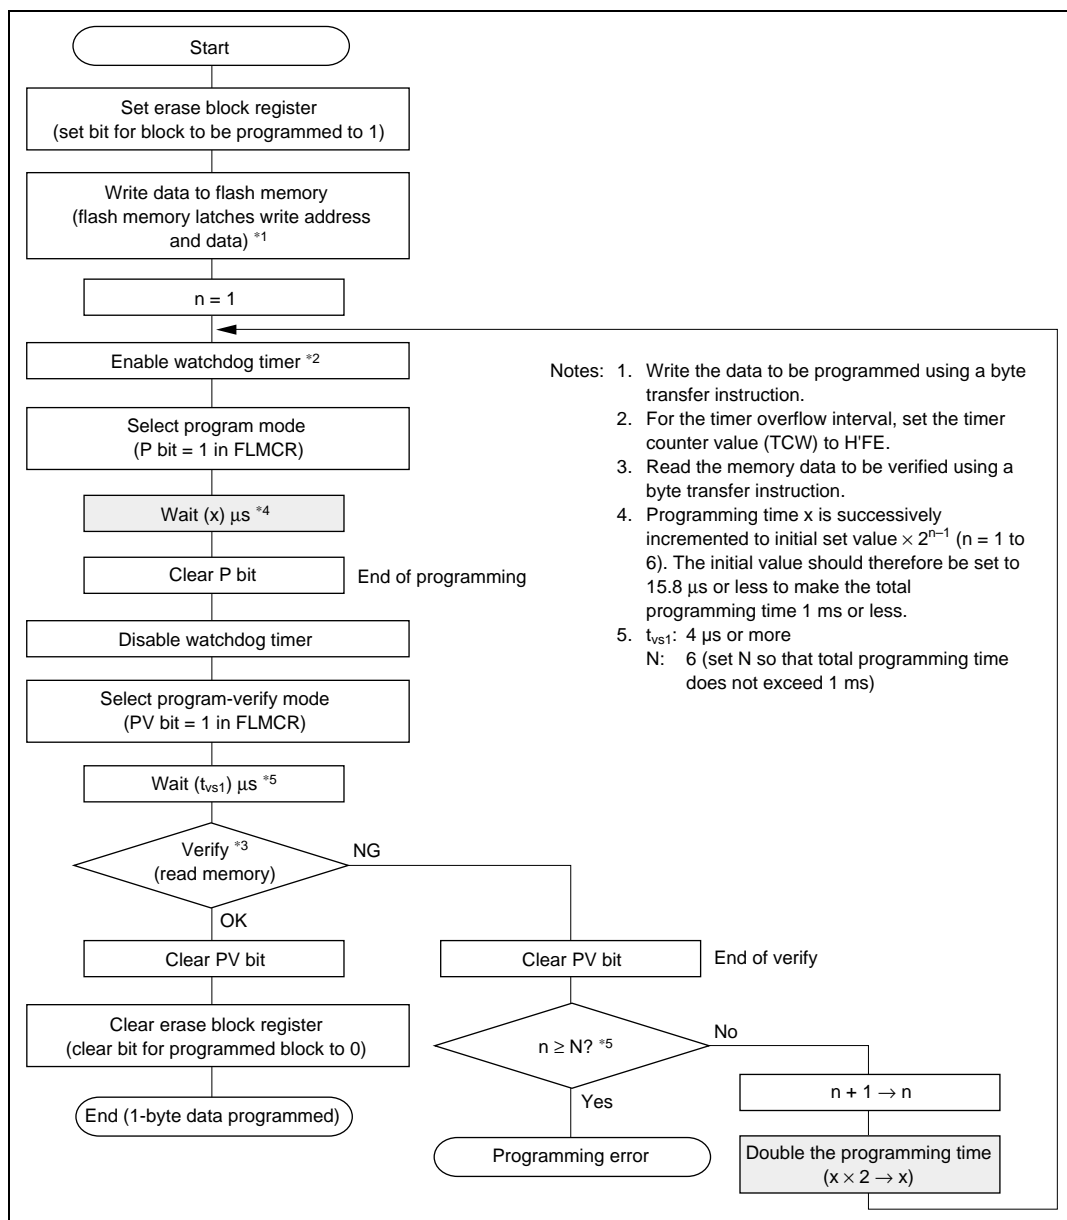 Start
Set erase block register
(set bit for block to be programmed to 1)
Write data to flash memory
(flash memory latches write address
and data) *1
n = 1
Enable watchdog timer *2
Select program mode
(P bit = 1 in FLMCR)
Wait (x) µs *4
Clear P bit
End of programming
Disable watchdog timer
Select program-verify mode
(PV bit = 1 in FLMCR)
Wait (tvs1) µs *5
Verify *3
(read memory)
NG
OK
Clear PV bit
Clear erase block register
(clear bit for programmed block to 0)
End (1-byte data programmed)
Clear PV bit
End of verify
n ≥ N? *5
No
Yes
Programming error
n + 1 → n
Double the programming time
(x × 2 → x)
Notes: 1. Write the data to be programmed using a byte
transfer instruction.
2. For the timer overflow interval, set the timer
counter value (TCW) to H'FE.
3. Read the memory data to be verified using a
byte transfer instruction.
4. Programming time x is successively
incremented to initial set value × 2^n–1 (n = 1 to
6). The initial value should therefore be set to
15.8 µs or less to make the total
programming time 1 ms or less.
5. tvs1: 4 µs or more
N: 6 (set N so that total programming time
does not exceed 1 ms)